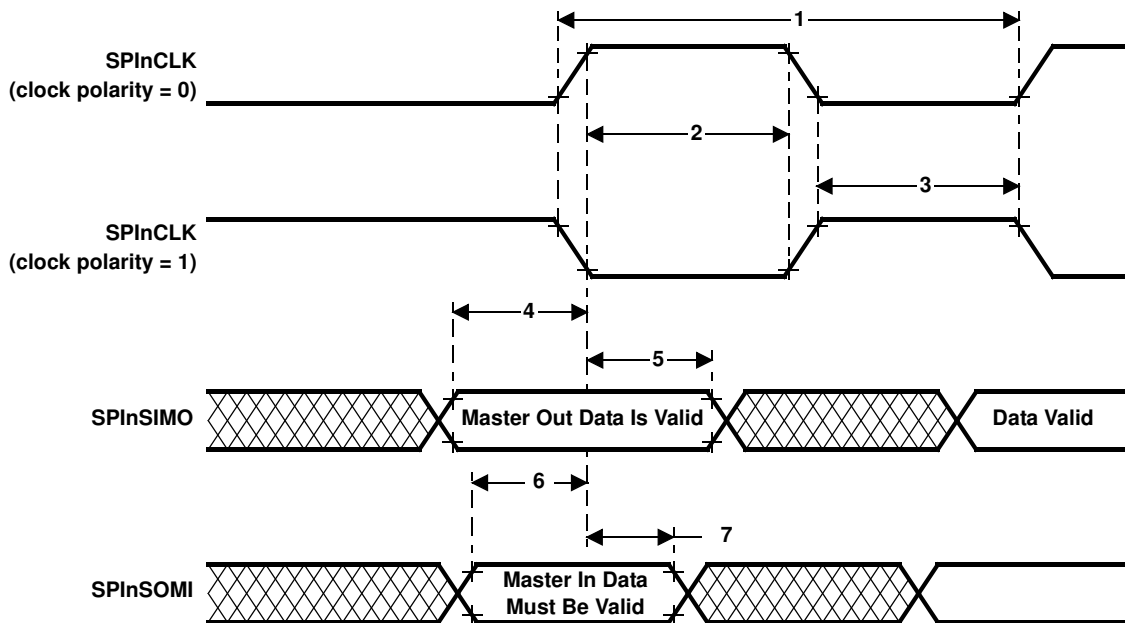 1
SPInCLK
(clock polarity = 0)
2
3
SPInCLK
(clock polarity = 1)
4
5
SPInSIMO
Master Out Data Is Valid
Data Valid
6
7
SPInSOMI
Master In Data
Must Be Valid